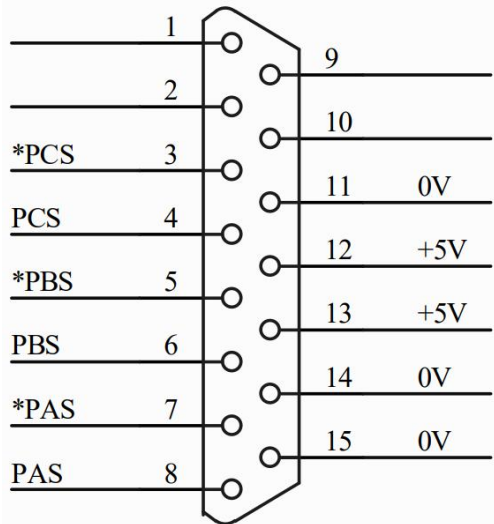 1
9
2
10
*PCS 3
11 0V
PCS 4
12 +5V
*PBS 5
13 +5V
PBS 6
14 0V
*PAS 7
15 0V
PAS 8